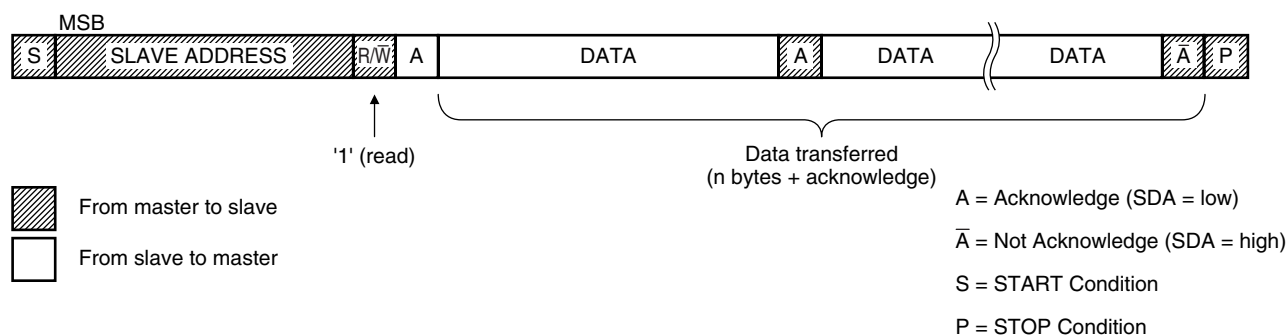 MSB
S SLAVE ADDRESS R/W̅ A DATA A DATA DATA A̅ P
'1' (read)
Data transferred
(n bytes + acknowledge)
From master to slave
From slave to master
A = Acknowledge (SDA = low)
A̅ = Not Acknowledge (SDA = high)
S = START Condition
P = STOP Condition